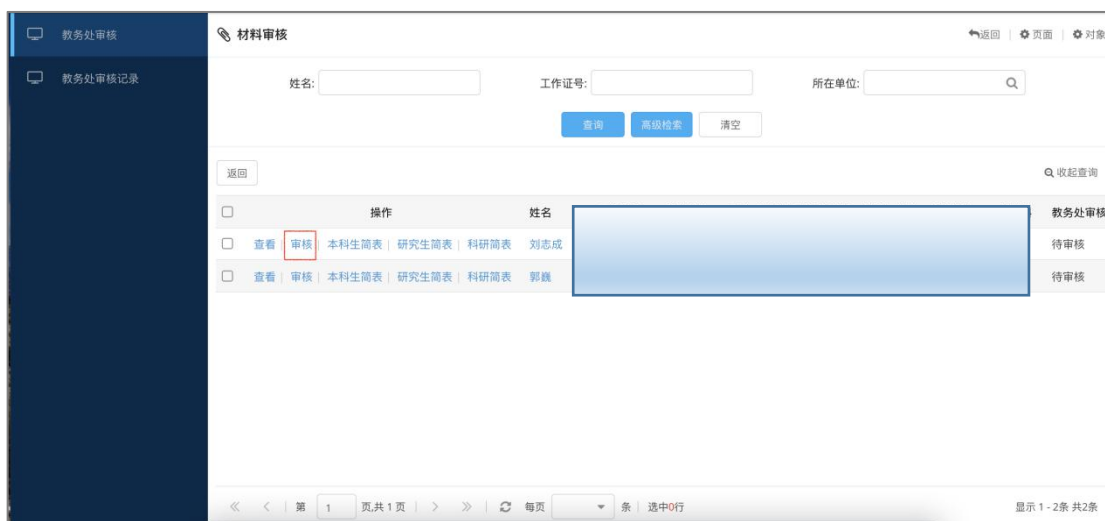 教务处审核
教务处审核记录
材料审核
返回 | 页面 | 对象
姓名:
工作证号:
所在单位:
查询 高级检索 清空
返回
收起查询
操作 姓名 教务处审核
查看 | 审核 | 本科生简表 | 研究生简表 | 科研简表 刘志成 待审核
查看 | 审核 | 本科生简表 | 研究生简表 | 科研简表 郭巍 待审核
第 1 页,共 1 页 每页 条 | 选中0行 显示 1 - 2条 共2条